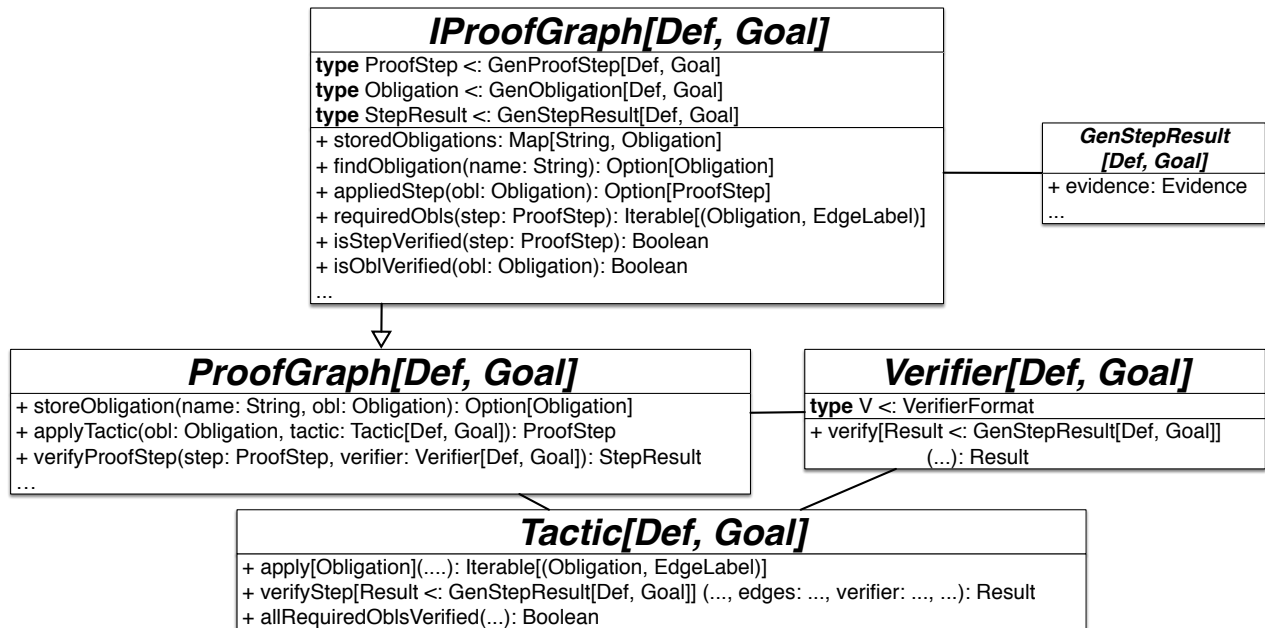 IProofGraph[Def, Goal]
type ProofStep <: GenProofStep[Def, Goal]
type Obligation <: GenObligation[Def, Goal]
type StepResult <: GenStepResult[Def, Goal]
+ storedObligations: Map[String, Obligation]
+ findObligation(name: String): Option[Obligation]
+ appliedStep(obl: Obligation): Option[ProofStep]
+ requiredObls(step: ProofStep): Iterable[(Obligation, EdgeLabel)]
+ isStepVerified(step: ProofStep): Boolean
+ isOblVerified(obl: Obligation): Boolean
...
GenStepResult
[Def, Goal]
+ evidence: Evidence
...
ProofGraph[Def, Goal]
+ storeObligation(name: String, obl: Obligation): Option[Obligation]
+ applyTactic(obl: Obligation, tactic: Tactic[Def, Goal]): ProofStep
+ verifyProofStep(step: ProofStep, verifier: Verifier[Def, Goal]): StepResult
...
Verifier[Def, Goal]
type V <: VerifierFormat
+ verify[Result <: GenStepResult[Def, Goal]]
(...): Result
Tactic[Def, Goal]
+ apply[Obligation](....): Iterable[(Obligation, EdgeLabel)]
+ verifyStep[Result <: GenStepResult[Def, Goal]] (..., edges: ..., verifier: ..., ...): Result
+ allRequiredOblsVerified(...): Boolean